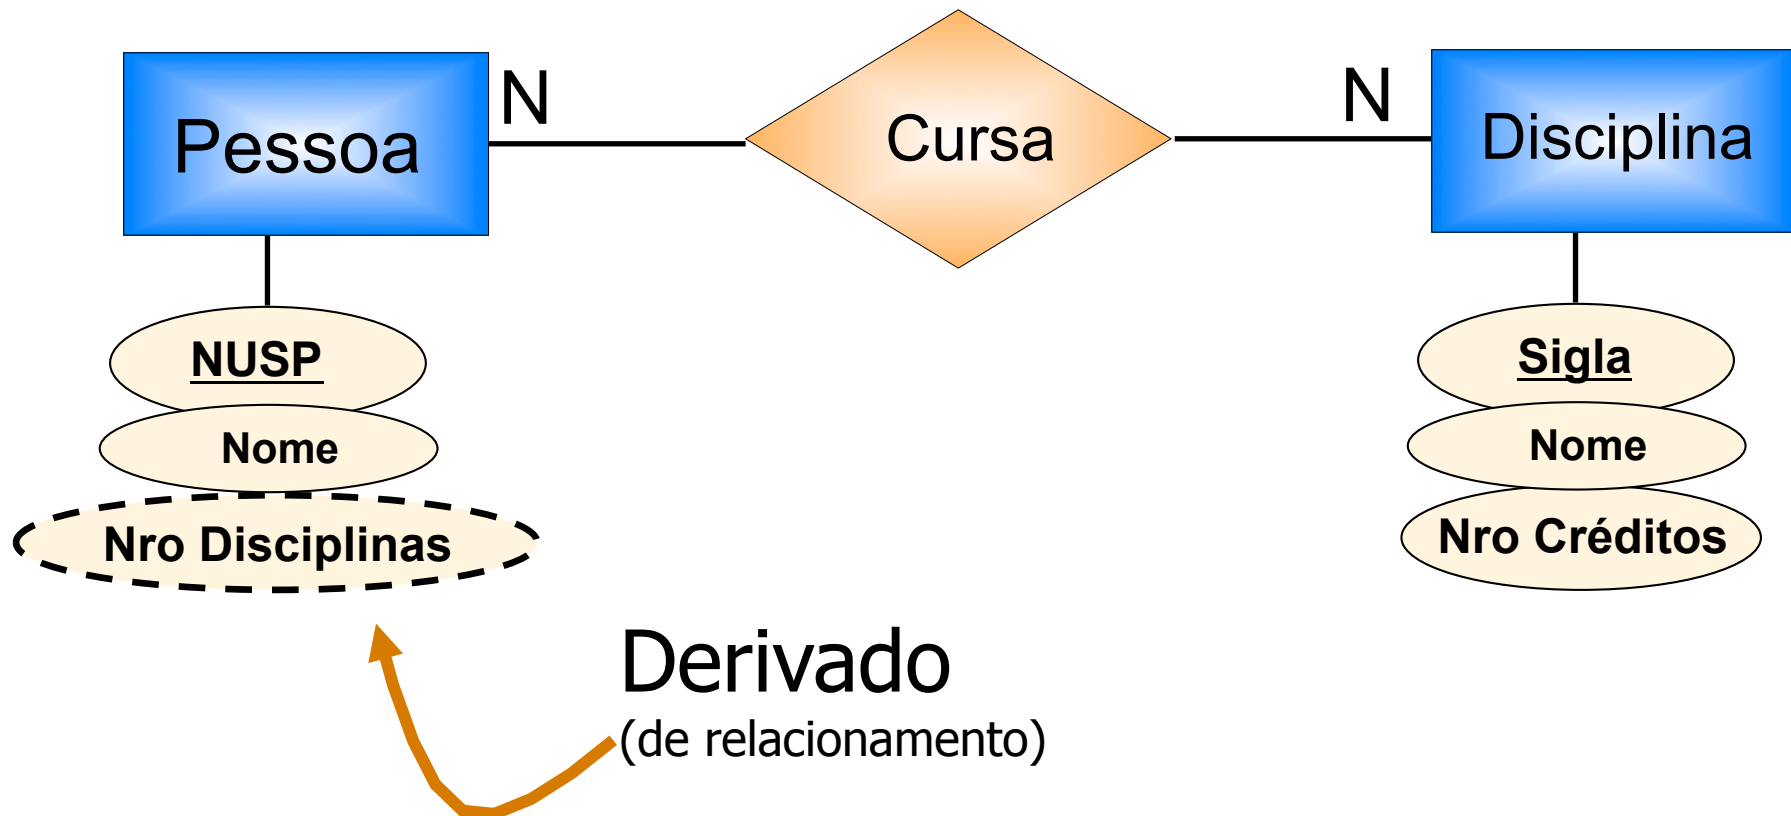 Pessoa
N
Cursa
N
Disciplina
NUSP
Nome
Nro Disciplinas
Sigla
Nome
Nro Créditos
Derivado
(de relacionamento)